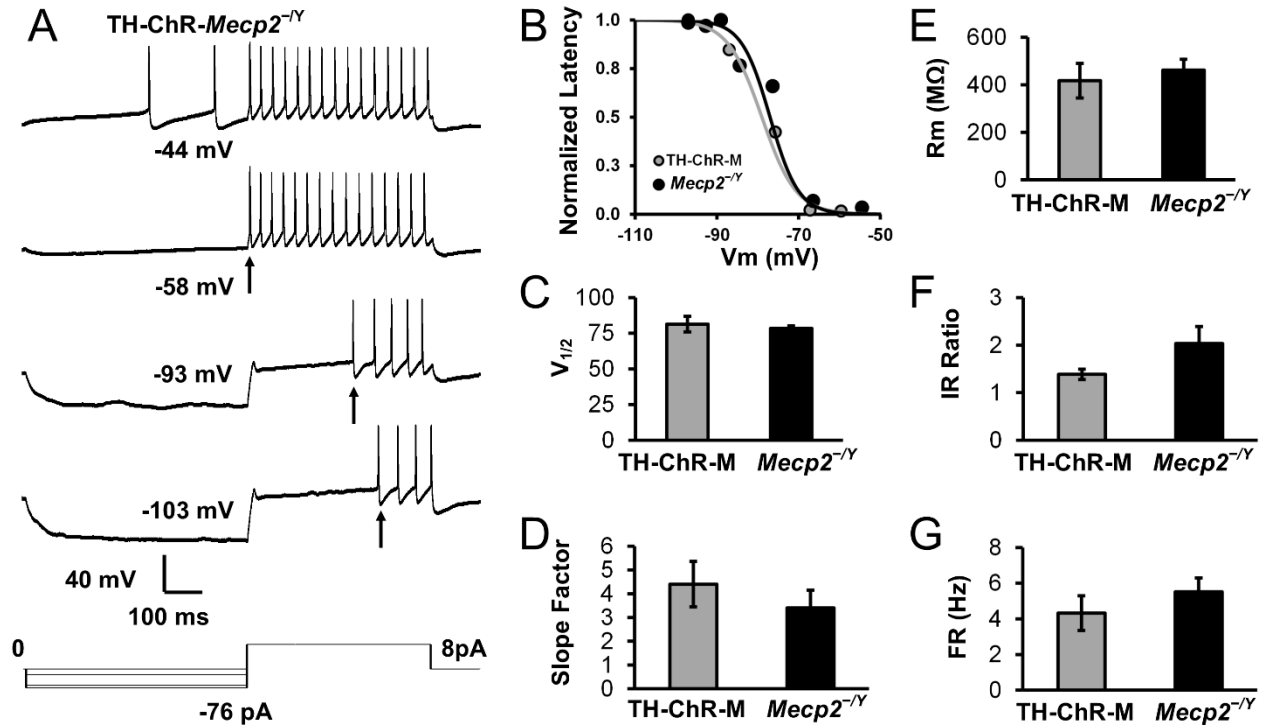 A
TH-ChR-Mecp2⁻/Y
-44 mV
-58 mV
-93 mV
-103 mV
40 mV
100 ms
0
8pA
-76 pA
B
Normalized Latency
1.0
0.8
0.5
0.3
0.0
TH-ChR-M
Mecp2⁻/Y
-110 -90 -70 -50
Vm (mV)
C
V1/2
100
75
50
25
0
TH-ChR-M Mecp2⁻/Y
D
Slope Factor
6
5
4
3
2
1
0
TH-ChR-M Mecp2⁻/Y
E
Rm (MΩ)
600
400
200
0
TH-ChR-M Mecp2⁻/Y
F
IR Ratio
3
2
1
0
TH-ChR-M Mecp2⁻/Y
G
FR (Hz)
8
6
4
2
0
TH-ChR-M Mecp2⁻/Y